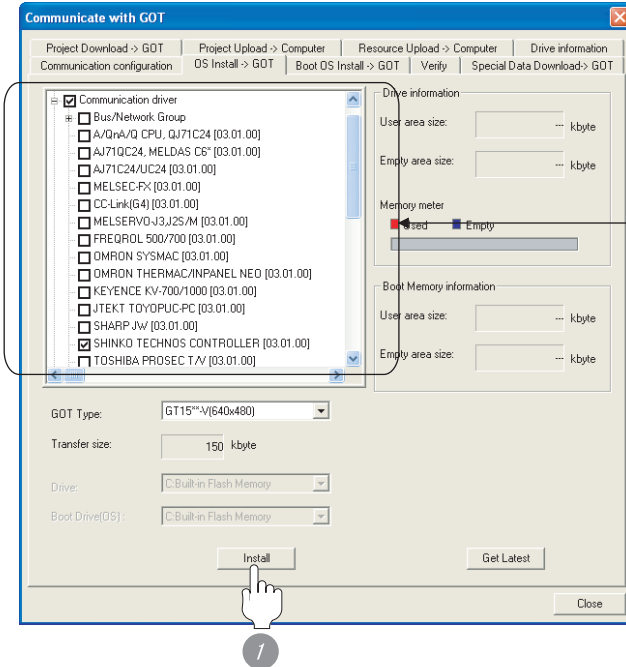 Communicate with GOT
Project Download -> GOT Project Upload -> Computer Resource Upload -> Computer Drive information
Communication configuration OS Install -> GOT Boot OS Install -> GOT Verify Special Data Download-> GOT
Communication driver
Bus/Network Group
A/QnA/Q CPU, QJ71C24 [03.01.00]
AJ71QC24, MELDAS C6* [03.01.00]
AJ71C24/UC24 [03.01.00]
MELSEC-FX [03.01.00]
CC-Link(G4) [03.01.00]
MELSERVO-J3,J2S/M [03.01.00]
FREQROL 500/700 [03.01.00]
OMRON SYSMAC [03.01.00]
OMRON THERMAC/INPANEL NEO [03.01.00]
KEYENCE KV-700/1000 [03.01.00]
JTEKT TOYOPUC-PC [03.01.00]
SHARP JW [03.01.00]
SHINKO TECHNOS CONTROLLER [03.01.00]
TOSHIBA PROSEC T/V [03.01.00]
Drive information
User area size: --- kbyte
Empty area size: --- kbyte
Memory meter
Used Empty
Boot Memory information
User area size: --- kbyte
Empty area size: --- kbyte
GOT Type: GT15**-V(640x480)
Transfer size: 150 kbyte
Drive: C:Built-in Flash Memory
Boot Drive(OS) : C:Built-in Flash Memory
Install Get Latest
Close
1